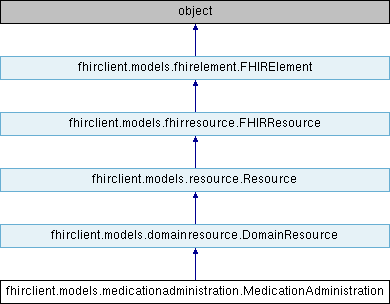 object
fhirclient.models.fhirelement.FHIRElement
fhirclient.models.fhirresource.FHIRResource
fhirclient.models.resource.Resource
fhirclient.models.domainresource.DomainResource
fhirclient.models.medicationadministration.MedicationAdministration